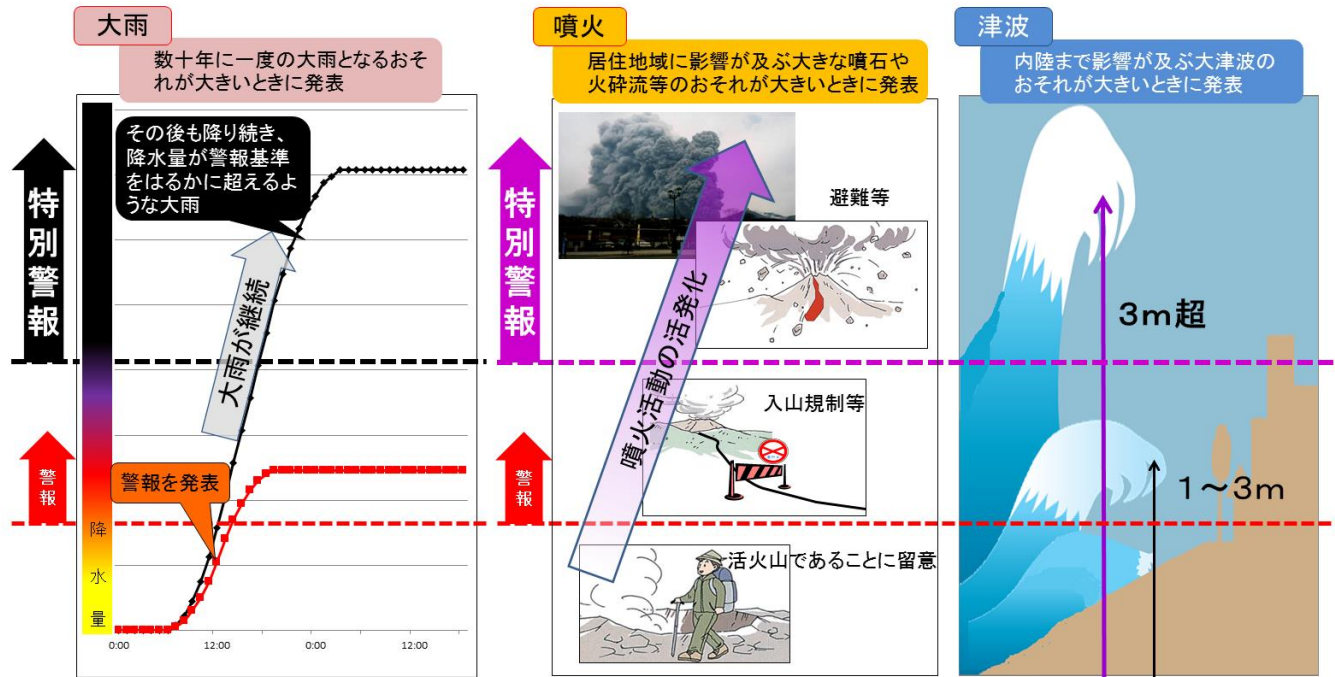 大雨
数十年に一度の大雨となるおそ
れが大きいときに発表
その後も降り続き、
降水量が警報基準
をはるかに超えるよ
うな大雨
特別警報
大雨が継続
警報
警報を発表
降水量
0:00
12:00
0:00
12:00
噴火
居住地域に影響が及ぶ大きな噴石や
火砕流等のおそれが大きいときに発表
特別警報
避難等
噴火活動の活発化
入山規制等
警報
活火山であることに留意
津波
内陸まで影響が及ぶ大津波の
おそれが大きいときに発表
3m超
1～3m